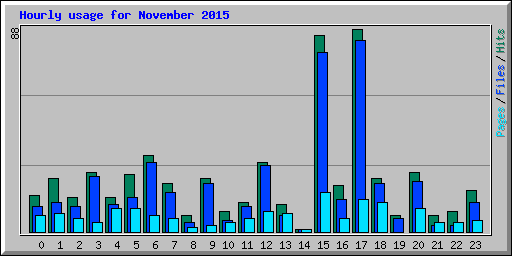 Hourly usage for November 2015
88
Pages / Files / Hits
0 1 2 3 4 5 6 7 8 9 10 11 12 13 14 15 16 17 18 19 20 21 22 23